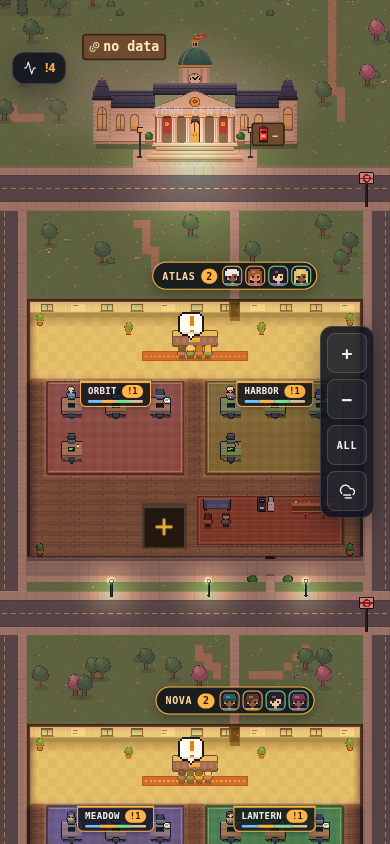 no data
!4
--
ATLAS 2
!
ORBIT !1
HARBOR !1
+
−
ALL
+
NOVA 2
!
MEADOW !1
LANTERN !1